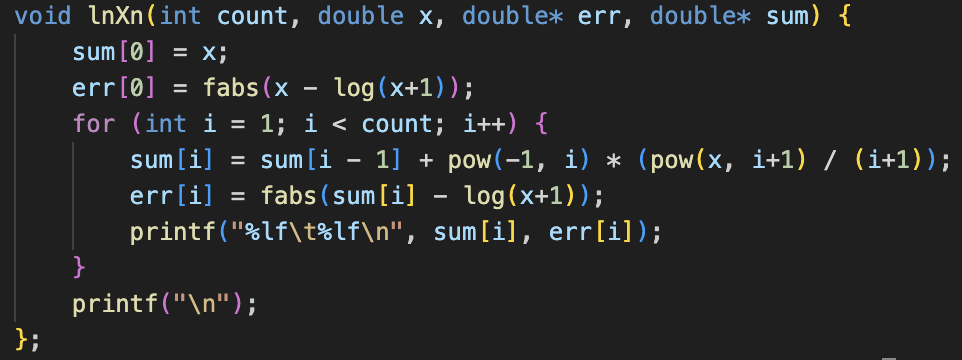 void lnXn(int count, double x, double* err, double* sum) {
    sum[0] = x;
    err[0] = fabs(x - log(x+1));
    for (int i = 1; i < count; i++) {
        sum[i] = sum[i - 1] + pow(-1, i) * (pow(x, i+1) / (i+1));
        err[i] = fabs(sum[i] - log(x+1));
        printf("%lf\t%lf\n", sum[i], err[i]);
    }
    printf("\n");
};